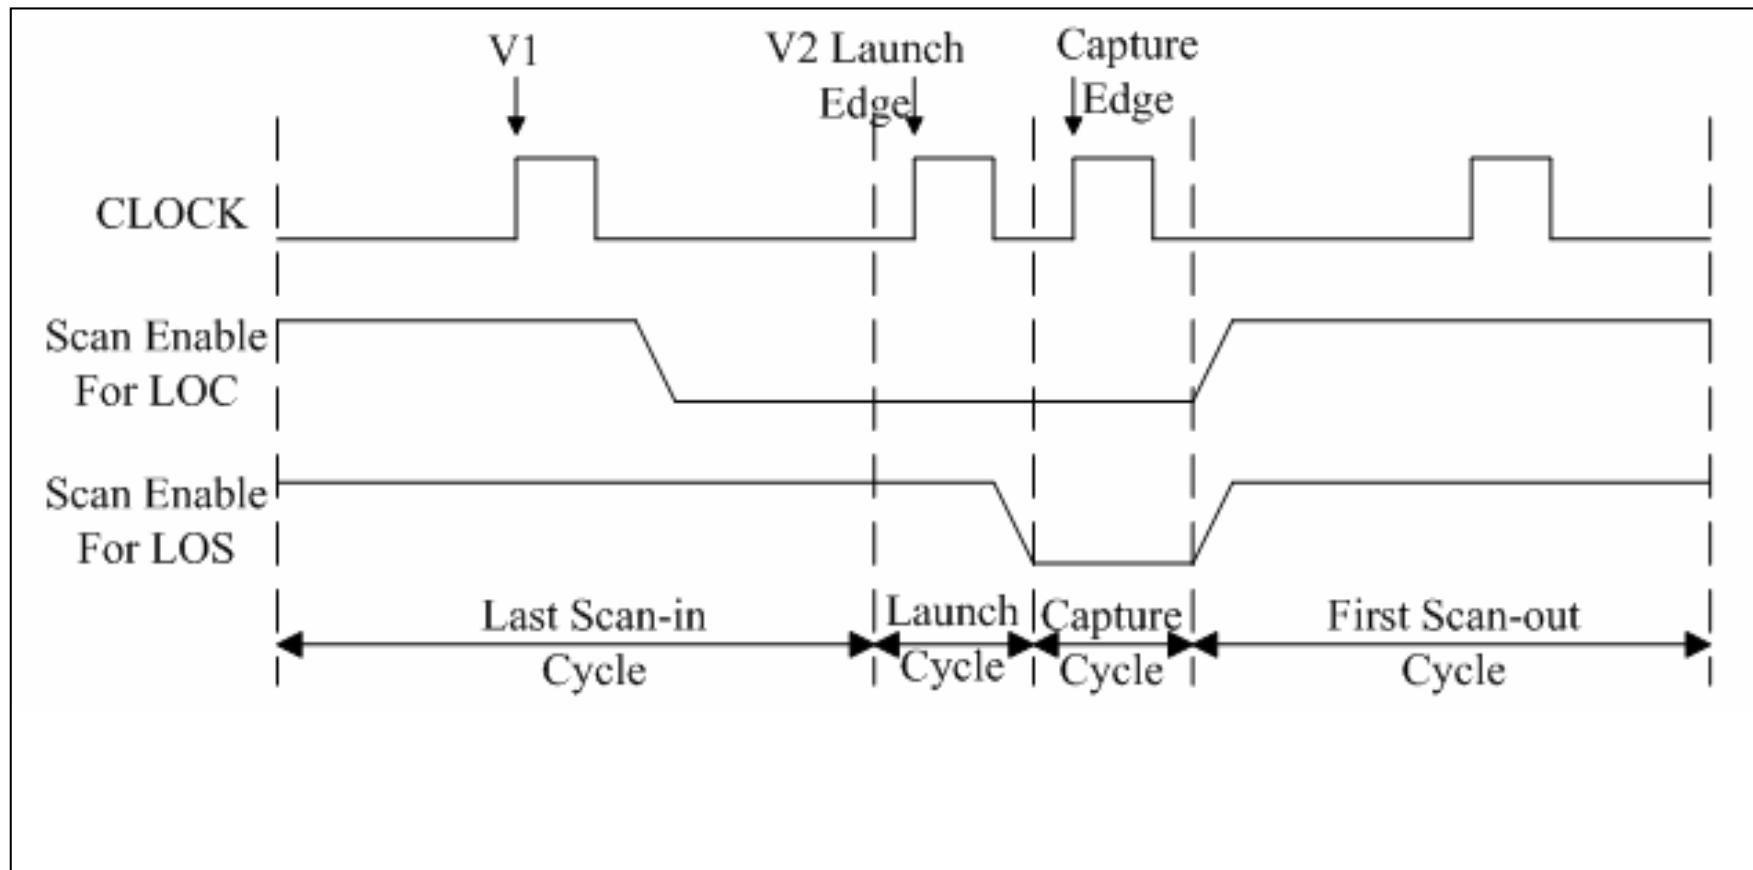 V1
V2 Launch
Edge
Capture
Edge
CLOCK
Scan Enable
For LOC
Scan Enable
For LOS
Last Scan-in
Cycle
Launch
Cycle
Capture
Cycle
First Scan-out
Cycle